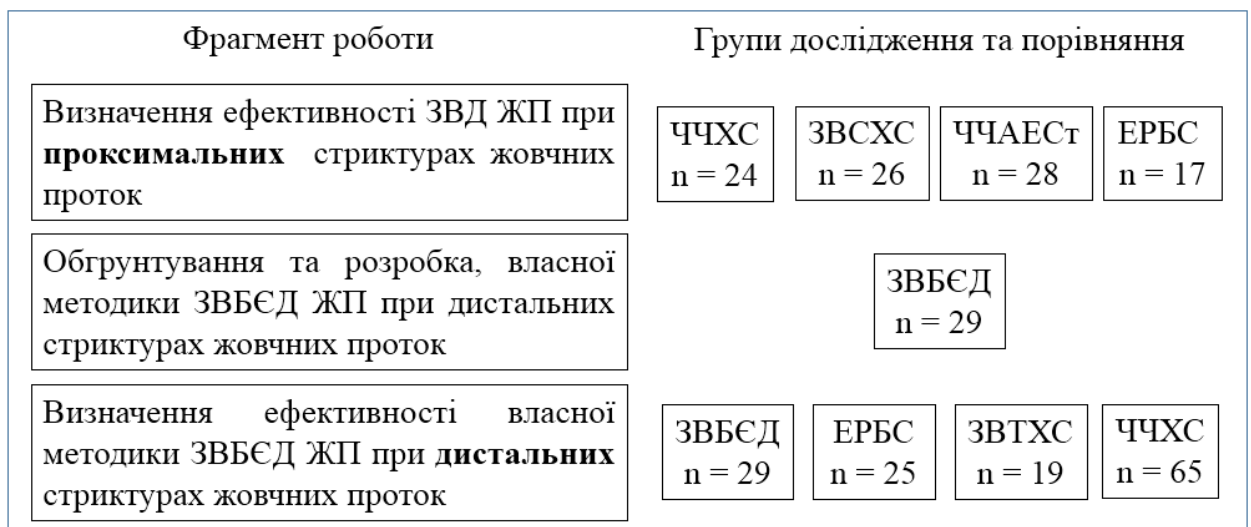 Фрагмент роботи
Групи дослідження та порівняння
Визначення ефективності ЗВД ЖП при
проксимальних стриктурах жовчних
проток
ЧЧХС
n = 24
ЗВСХС
n = 26
ЧЧАЕСт
n = 28
ЕРБС
n = 17
Обгрунтування та розробка, власної
методики ЗВБЄД ЖП при дистальних
стриктурах жовчних проток
ЗВБЄД
n = 29
Визначення ефективності власної
методики ЗВБЄД ЖП при дистальних
стриктурах жовчних проток
ЗВБЄД
n = 29
ЕРБС
n = 25
ЗВТХС
n = 19
ЧЧХС
n = 65